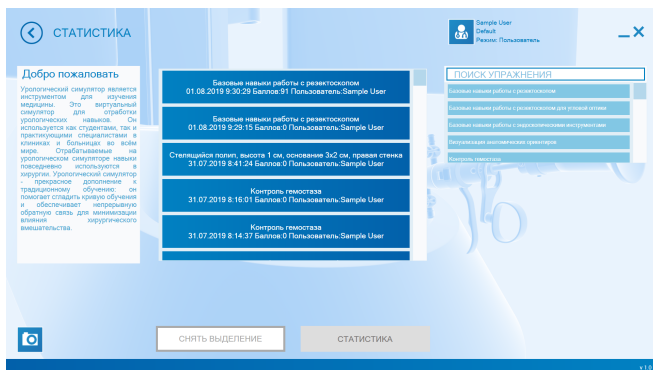 СТАТИСТИКА
Sample User
Default
Режим: Пользователь
Добро пожаловать
Урологический симулятор является
инструментом для изучения
медицины. Это виртуальный
симулятор для отработки
урологических навыков. Он
используется как студентами, так и
практикующими специалистами в
клиниках и больницах во всём
мире. Отрабатываемые на
урологическом симуляторе навыки
повседневно используются в
хирургии. Урологический симулятор
- прекрасное дополнение к
традиционному обучению: он
помогает сгладить кривую обучения
и обеспечивает непрерывную
обратную связь для минимизации
влияния хирургического
вмешательства.
Базовые навыки работы с резектоскопом
01.08.2019 9:30:29 Баллов:91 Пользователь:Sample User
Базовые навыки работы с резектоскопом
01.08.2019 9:29:15 Баллов:0 Пользователь:Sample User
Стелящийся полип, высота 1 см, основание 3х2 см, правая стенка
31.07.2019 8:41:24 Баллов:0 Пользователь:Sample User
Контроль гемостаза
31.07.2019 8:16:01 Баллов:0 Пользователь:Sample User
Контроль гемостаза
31.07.2019 8:14:37 Баллов:0 Пользователь:Sample User
ПОИСК УПРАЖНЕНИЯ
Базовые навыки работы с резектоскопом
Базовые навыки работы с резектоскопом для угловой оптики
Базовые навыки работы с эндоскопическими инструментами
Визуализация анатомических ориентиров
Контроль гемостаза
СНЯТЬ ВЫДЕЛЕНИЕ
СТАТИСТИКА
v 1.0